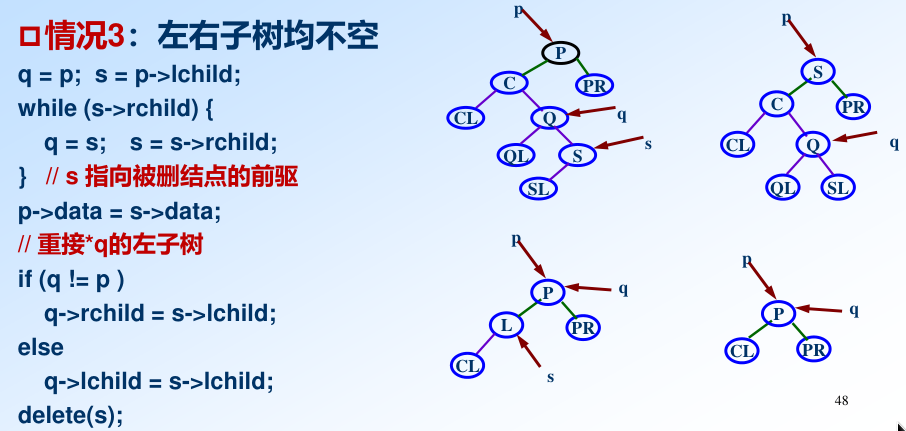 情况3：左右子树均不空
q = p; s = p->lchild;
while (s->rchild) {
q = s; s = s->rchild;
} // s 指向被删结点的前驱
p->data = s->data;
// 重接*q的左子树
if (q != p )
q->rchild = s->lchild;
else
q->lchild = s->lchild;
delete(s);
p
P
C
PR
CL
Q
q
QL
S
s
SL
p
S
C
PR
CL
Q
q
QL
SL
p
P
q
L
PR
CL
s
p
P
q
CL
PR
48